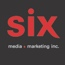 six
media + marketing inc.